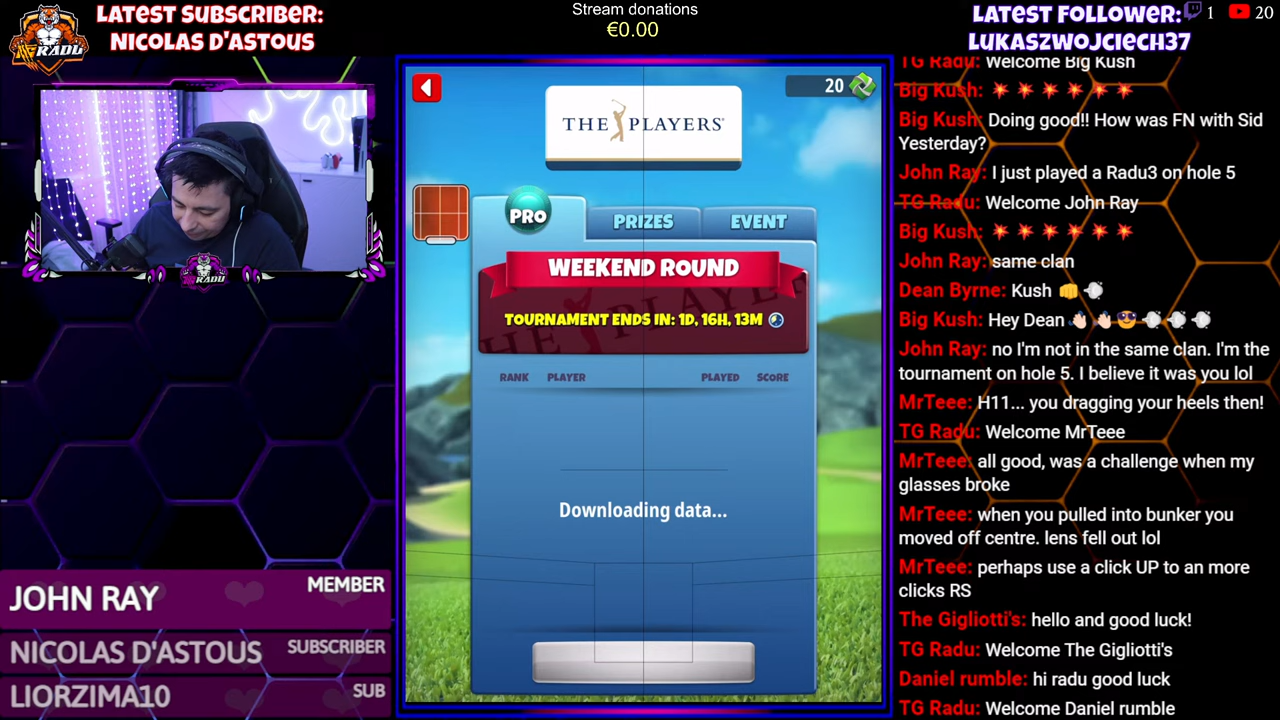 LATEST SUBSCRIBER:
NICOLAS D'ASTOUS
RADU
Stream donations
€0.00
LATEST FOLLOWER:
1
20
LUKASZWOJCIECH37
20
THE PLAYERS
PRO
PRIZES
EVENT
WEEKEND ROUND
TOURNAMENT ENDS IN: 1D, 16H, 13M
RANK PLAYER PLAYED SCORE
Downloading data...
JOHN RAY MEMBER
NICOLAS D'ASTOUS SUBSCRIBER
LIORZIMA10 SUB
TG Radu: Welcome Big Kush
Big Kush: 💥 💥 💥 💥 💥 💥
Big Kush: Doing good!! How was FN with Sid
Yesterday?
John Ray: I just played a Radu3 on hole 5
TG Radu: Welcome John Ray
Big Kush: 💥 💥 💥 💥 💥 💥
John Ray: same clan
Dean Byrne: Kush 👊 💨
Big Kush: Hey Dean 👋🏻 🤞🏻 😎 💨 💨 💨
John Ray: no I'm not in the same clan. I'm the
tournament on hole 5. I believe it was you lol
MrTeee: H11... you dragging your heels then!
TG Radu: Welcome MrTeee
MrTeee: all good, was a challenge when my
glasses broke
MrTeee: when you pulled into bunker you
moved off centre. lens fell out lol
MrTeee: perhaps use a click UP to an more
clicks RS
The Gigliotti's: hello and good luck!
TG Radu: Welcome The Gigliotti's
Daniel rumble: hi radu good luck
TG Radu: Welcome Daniel rumble